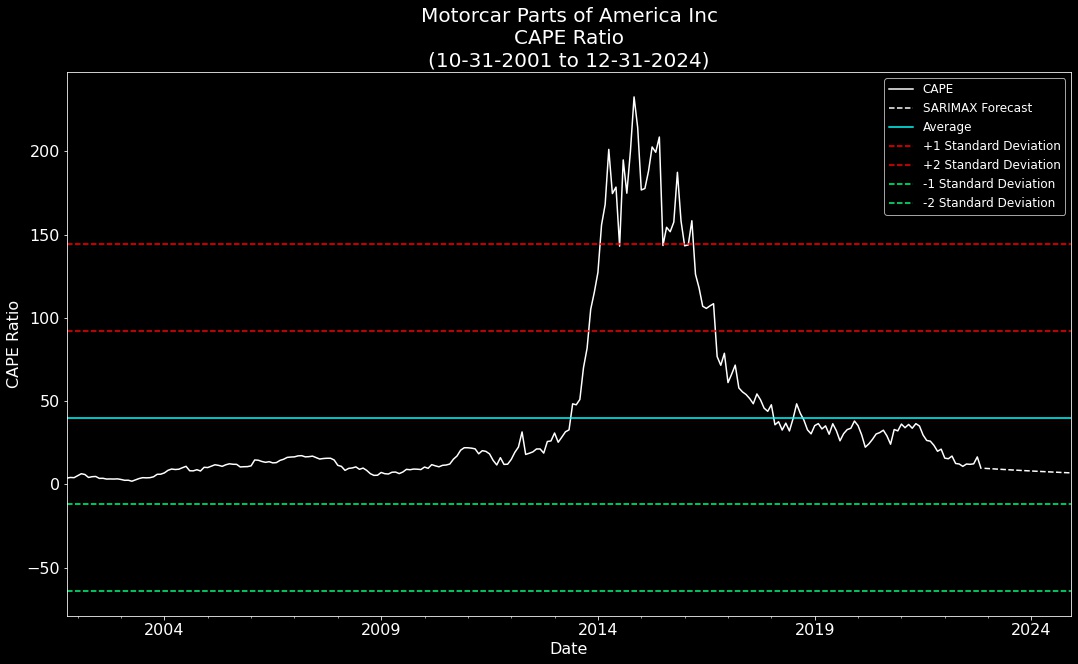 Motorcar Parts of America Inc
CAPE Ratio
(10-31-2001 to 12-31-2024)
CAPE
SARIMAX Forecast
Average
+1 Standard Deviation
+2 Standard Deviation
-1 Standard Deviation
-2 Standard Deviation
CAPE Ratio
200
150
100
50
0
−50
2004
2009
2014
2019
2024
Date